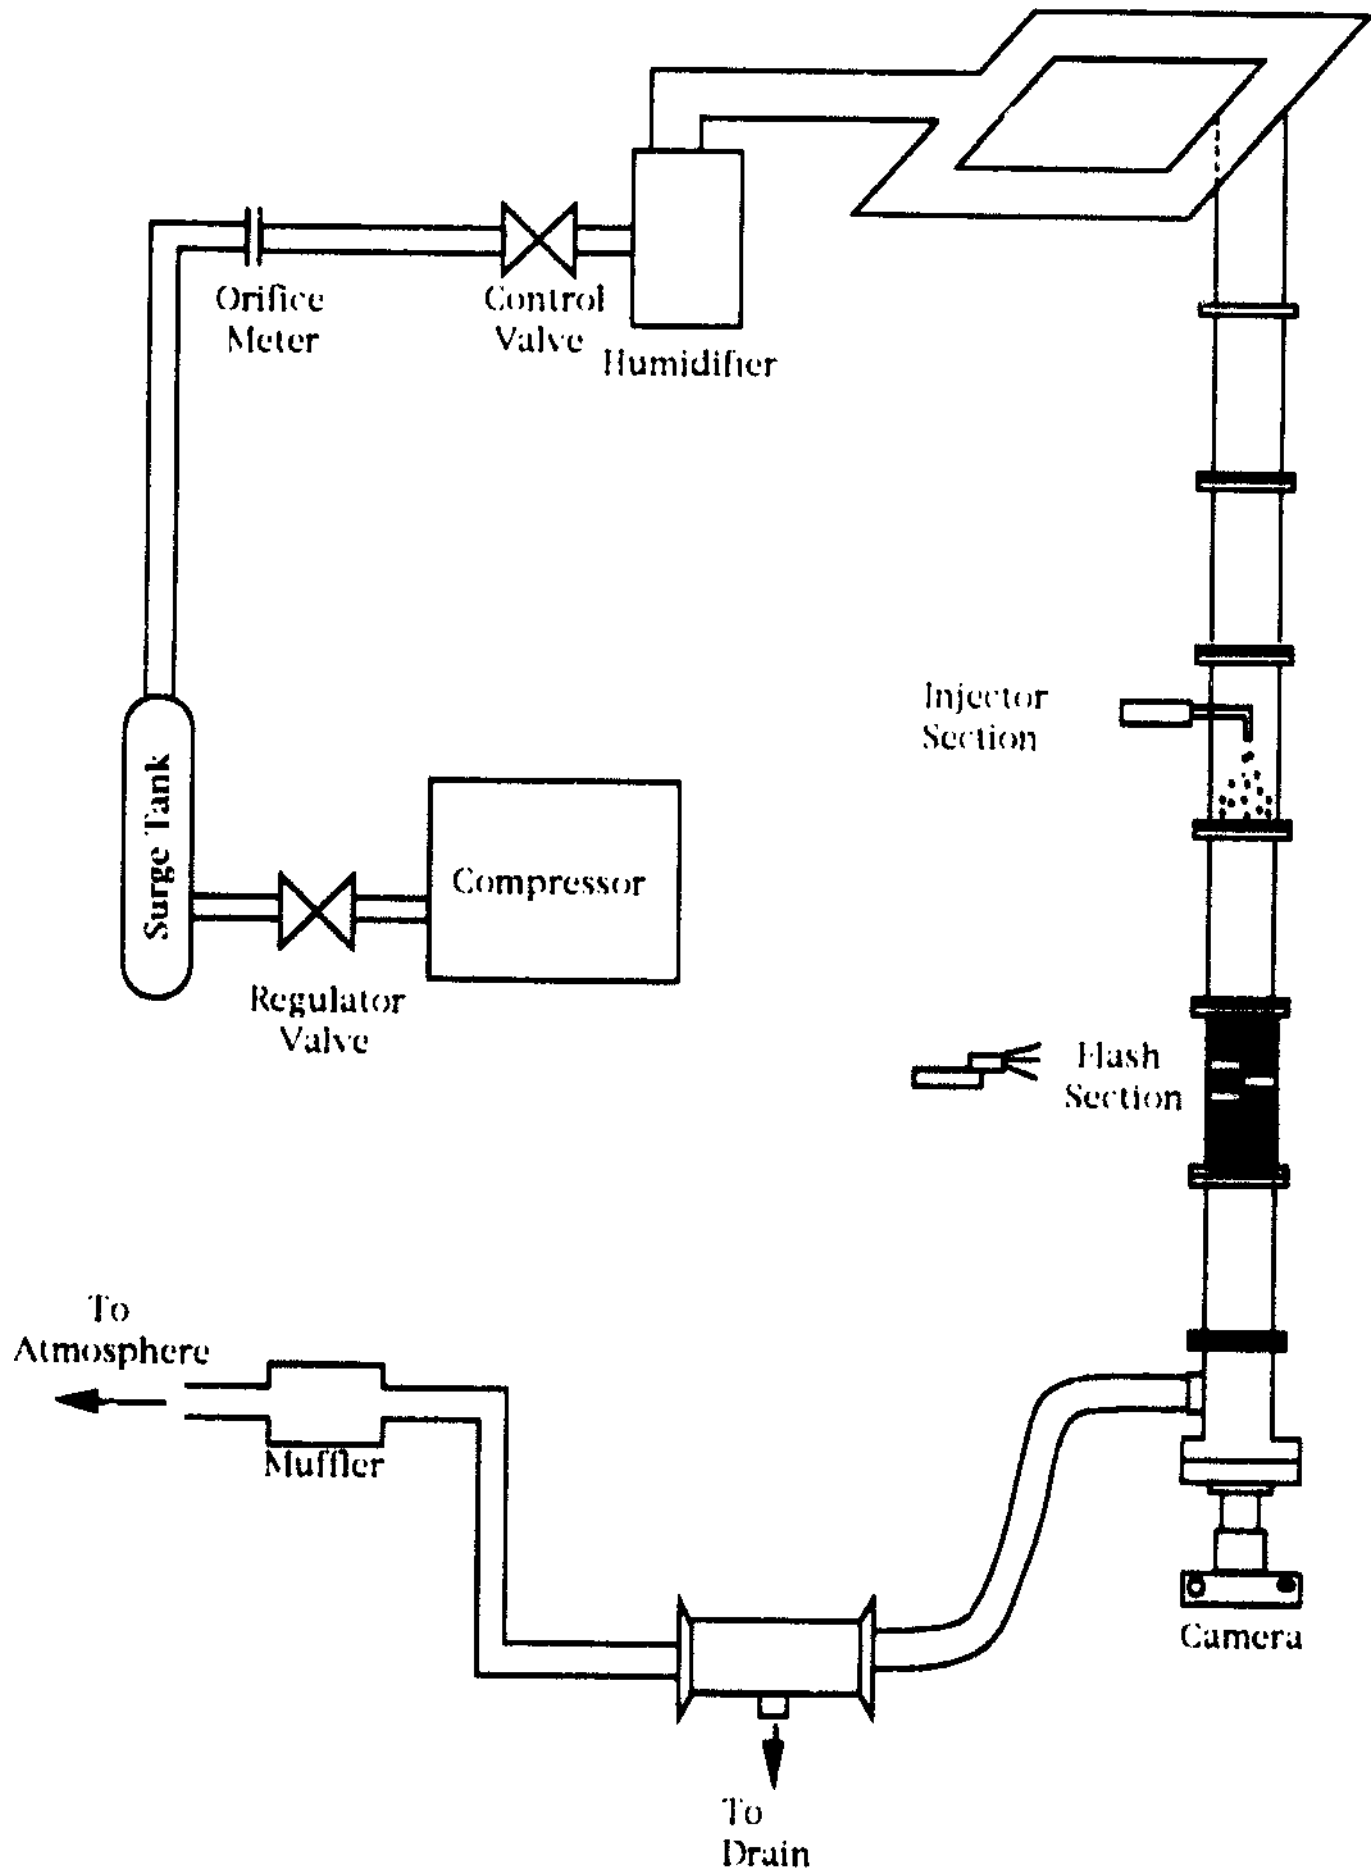 Orifice
Meter
Control
Valve
Humidifier
Injector
Section
Surge Tank
Compressor
Regulator
Valve
Flash
Section
To
Atmosphere
Muffler
Camera
To
Drain